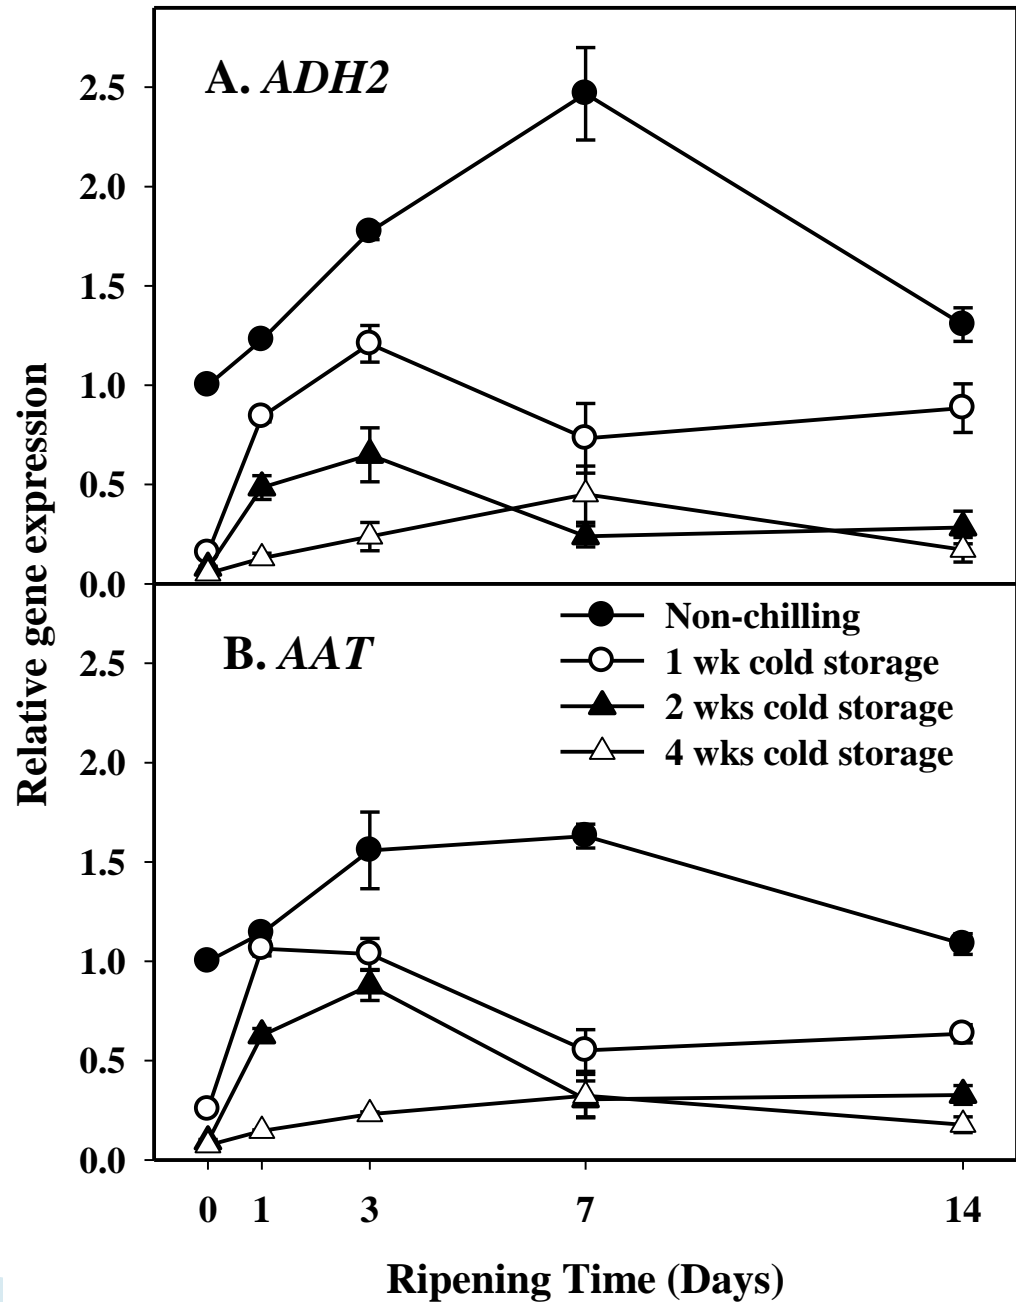 A. ADH2
2.5
2.0
1.5
1.0
0.5
0.0
Relative gene expression
B. AAT
Non-chilling
1 wk cold storage
2 wks cold storage
4 wks cold storage
2.5
2.0
1.5
1.0
0.5
0.0
0 1 3 7 14
Ripening Time (Days)